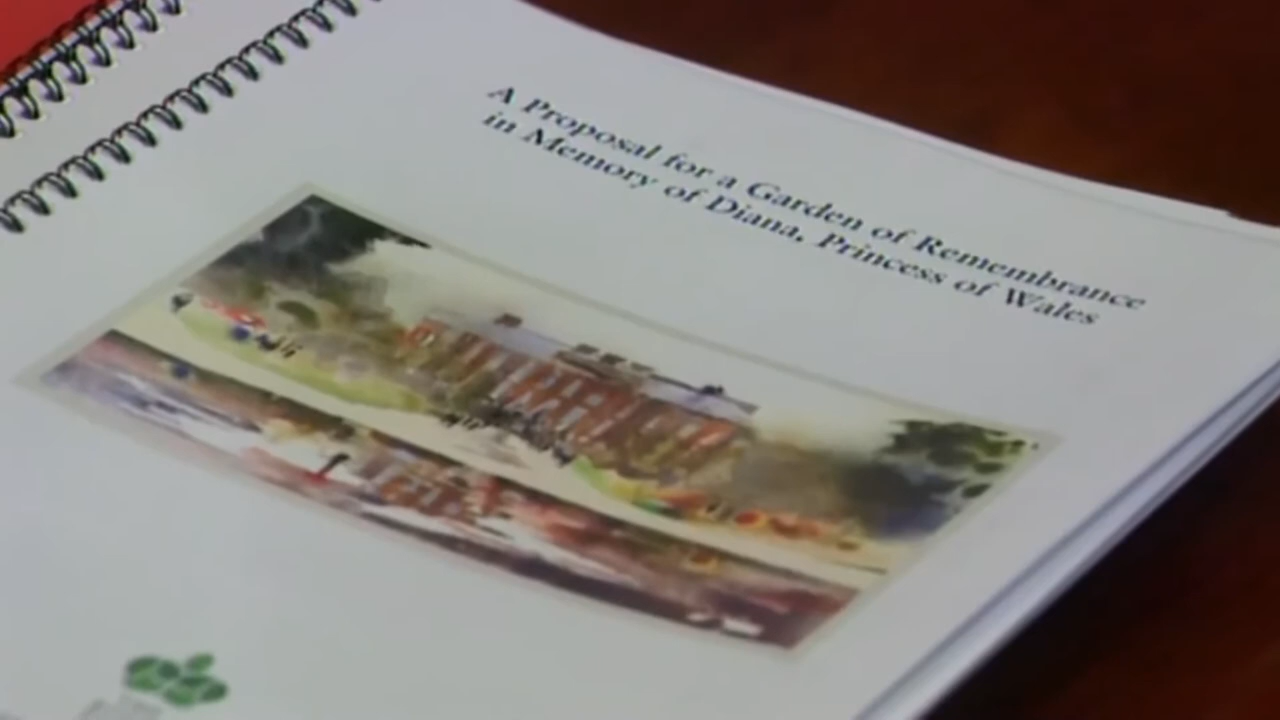 A Proposal for a Garden of Remembrance
in Memory of Diana, Princess of Wales